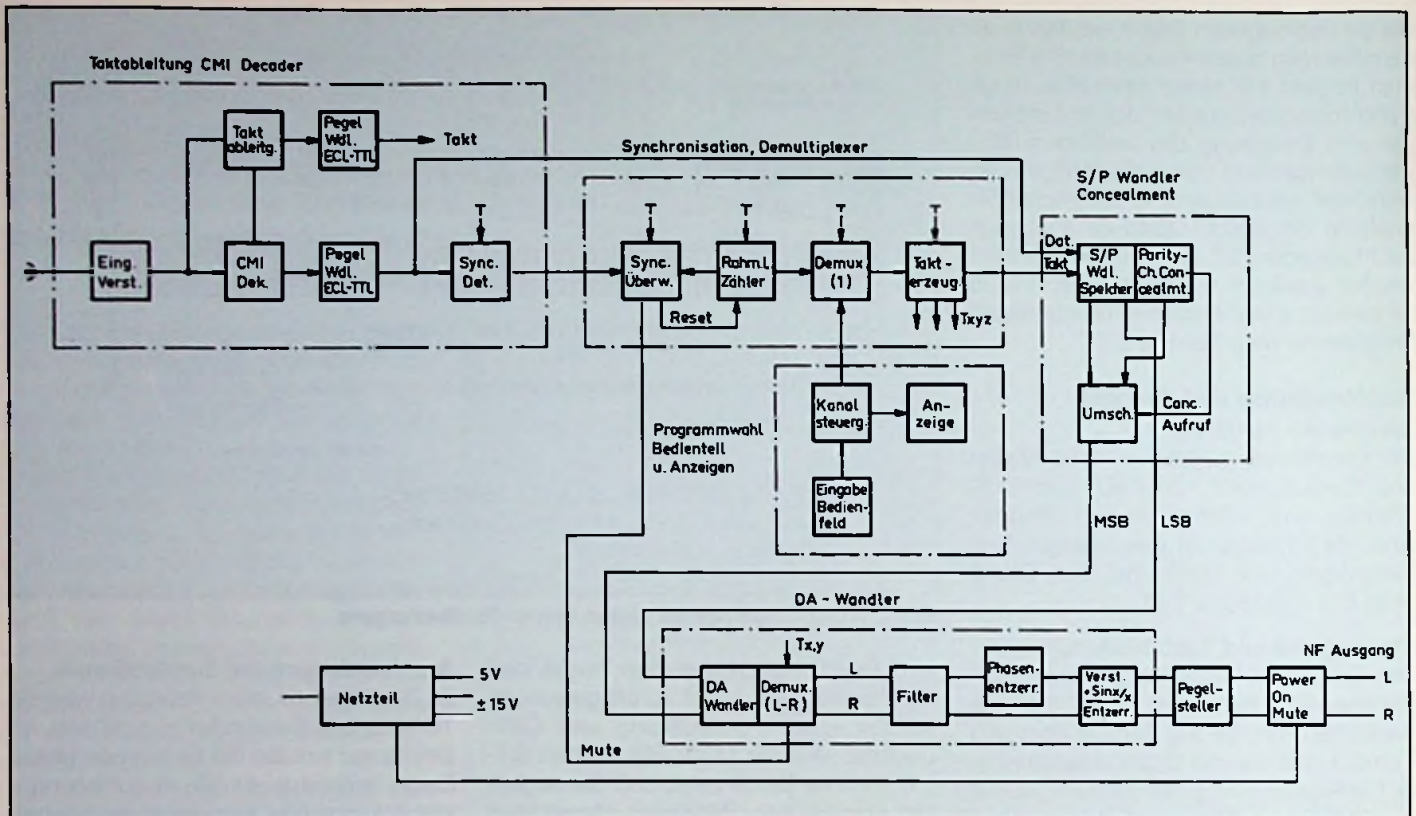 Taktableitung CMI Decader
Takt
ableitg.
Pegel
Wdl.
ECL-TTL
Takt
Eing.
Verst.
CMI
Dek.
Pegel
Wdl.
ECL-TTL
Sync.
Det.
Synchronisation, Demultiplexer
Sync.
Überw.
Rahm.l.
Zähler
Demux.
(1)
Takt-
erzeug.
Reset
Txyz
S/P Wandler
Concealment
Dat.
Takt
S/P
Wdl.
Speicher
Parity-
Ch.Con-
cealmt.
Umsch.
Conc.
Aufruf
Programmwahl
Bedienteil
u. Anzeigen
Kanal
steuerg.
An-
zeige
Eingabe
Bedien-
feld
MSB
LSB
DA - Wandler
Netzteil
5V
±15V
Tx,y
DA
Wandler
Demux.
(L-R)
L
R
Filter
Phasen-
entzerr.
Verst.
+Sinx/x
Entzerr.
Pegel-
steller
Power
On
Mute
NF Ausgang
L
R
Mute